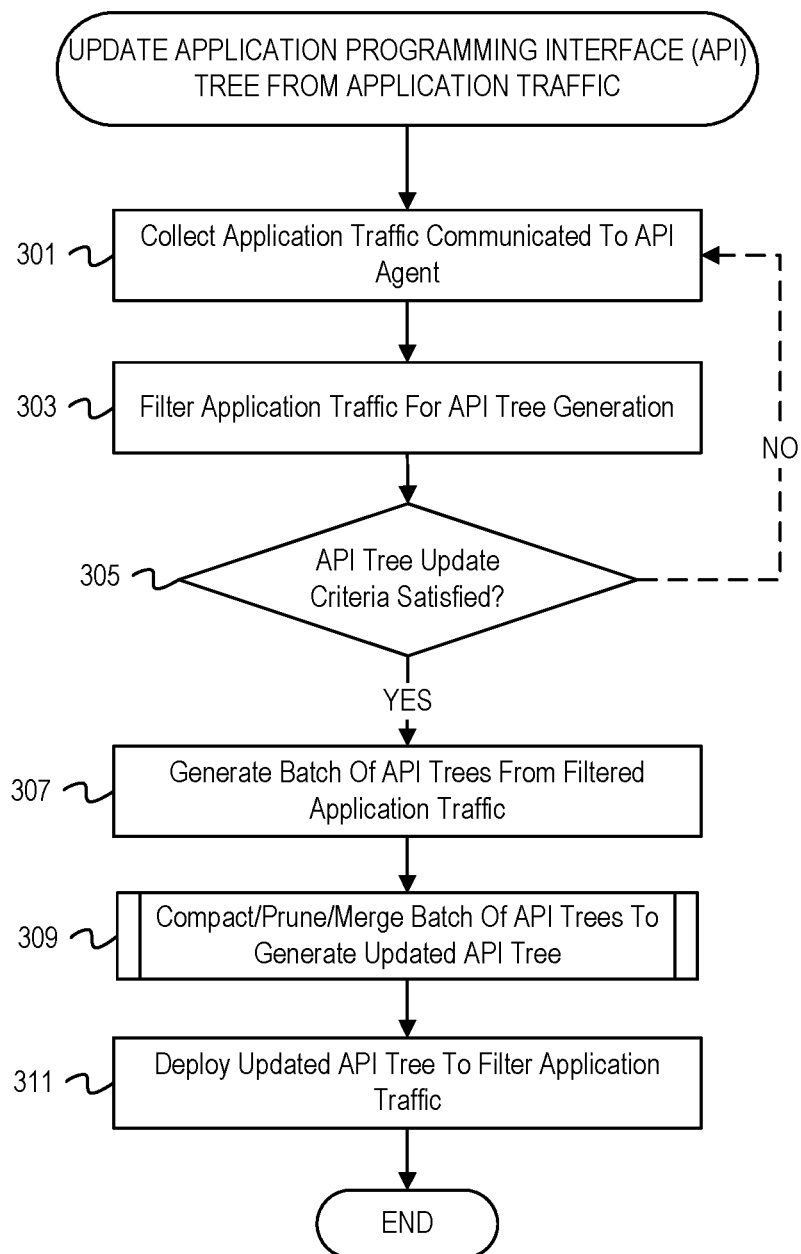 UPDATE APPLICATION PROGRAMMING INTERFACE (API)
TREE FROM APPLICATION TRAFFIC
301
Collect Application Traffic Communicated To API
Agent
303
Filter Application Traffic For API Tree Generation
NO
305
API Tree Update
Criteria Satisfied?
YES
307
Generate Batch Of API Trees From Filtered
Application Traffic
309
Compact/Prune/Merge Batch Of API Trees To
Generate Updated API Tree
311
Deploy Updated API Tree To Filter Application
Traffic
END